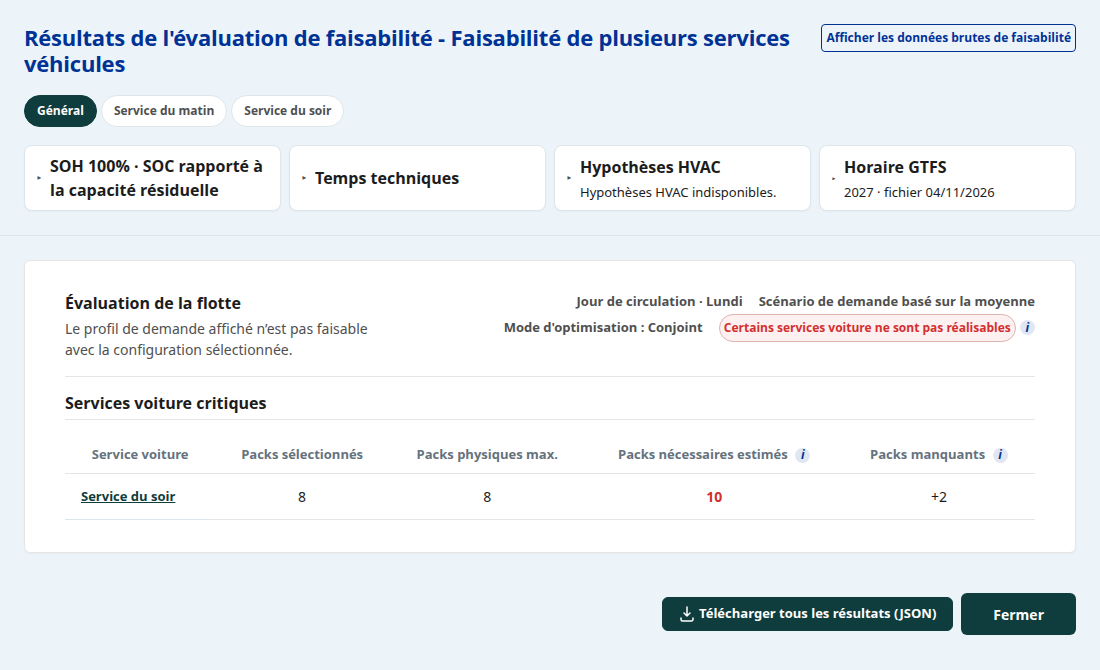 Résultats de l'évaluation de faisabilité - Faisabilité de plusieurs services
véhicules
Afficher les données brutes de faisabilité
Général
Service du matin
Service du soir
SOH 100% · SOC rapporté à
la capacité résiduelle
Temps techniques
Hypothèses HVAC
Hypothèses HVAC indisponibles.
Horaire GTFS
2027 · fichier 04/11/2026
Évaluation de la flotte
Le profil de demande affiché n’est pas faisable
avec la configuration sélectionnée.
Jour de circulation · Lundi
Scénario de demande basé sur la moyenne
Mode d'optimisation : Conjoint
Certains services voiture ne sont pas réalisables
i
Services voiture critiques
Service voiture
Packs sélectionnés
Packs physiques max.
Packs nécessaires estimés i
Packs manquants i
Service du soir
8
8
10
+2
Télécharger tous les résultats (JSON)
Fermer